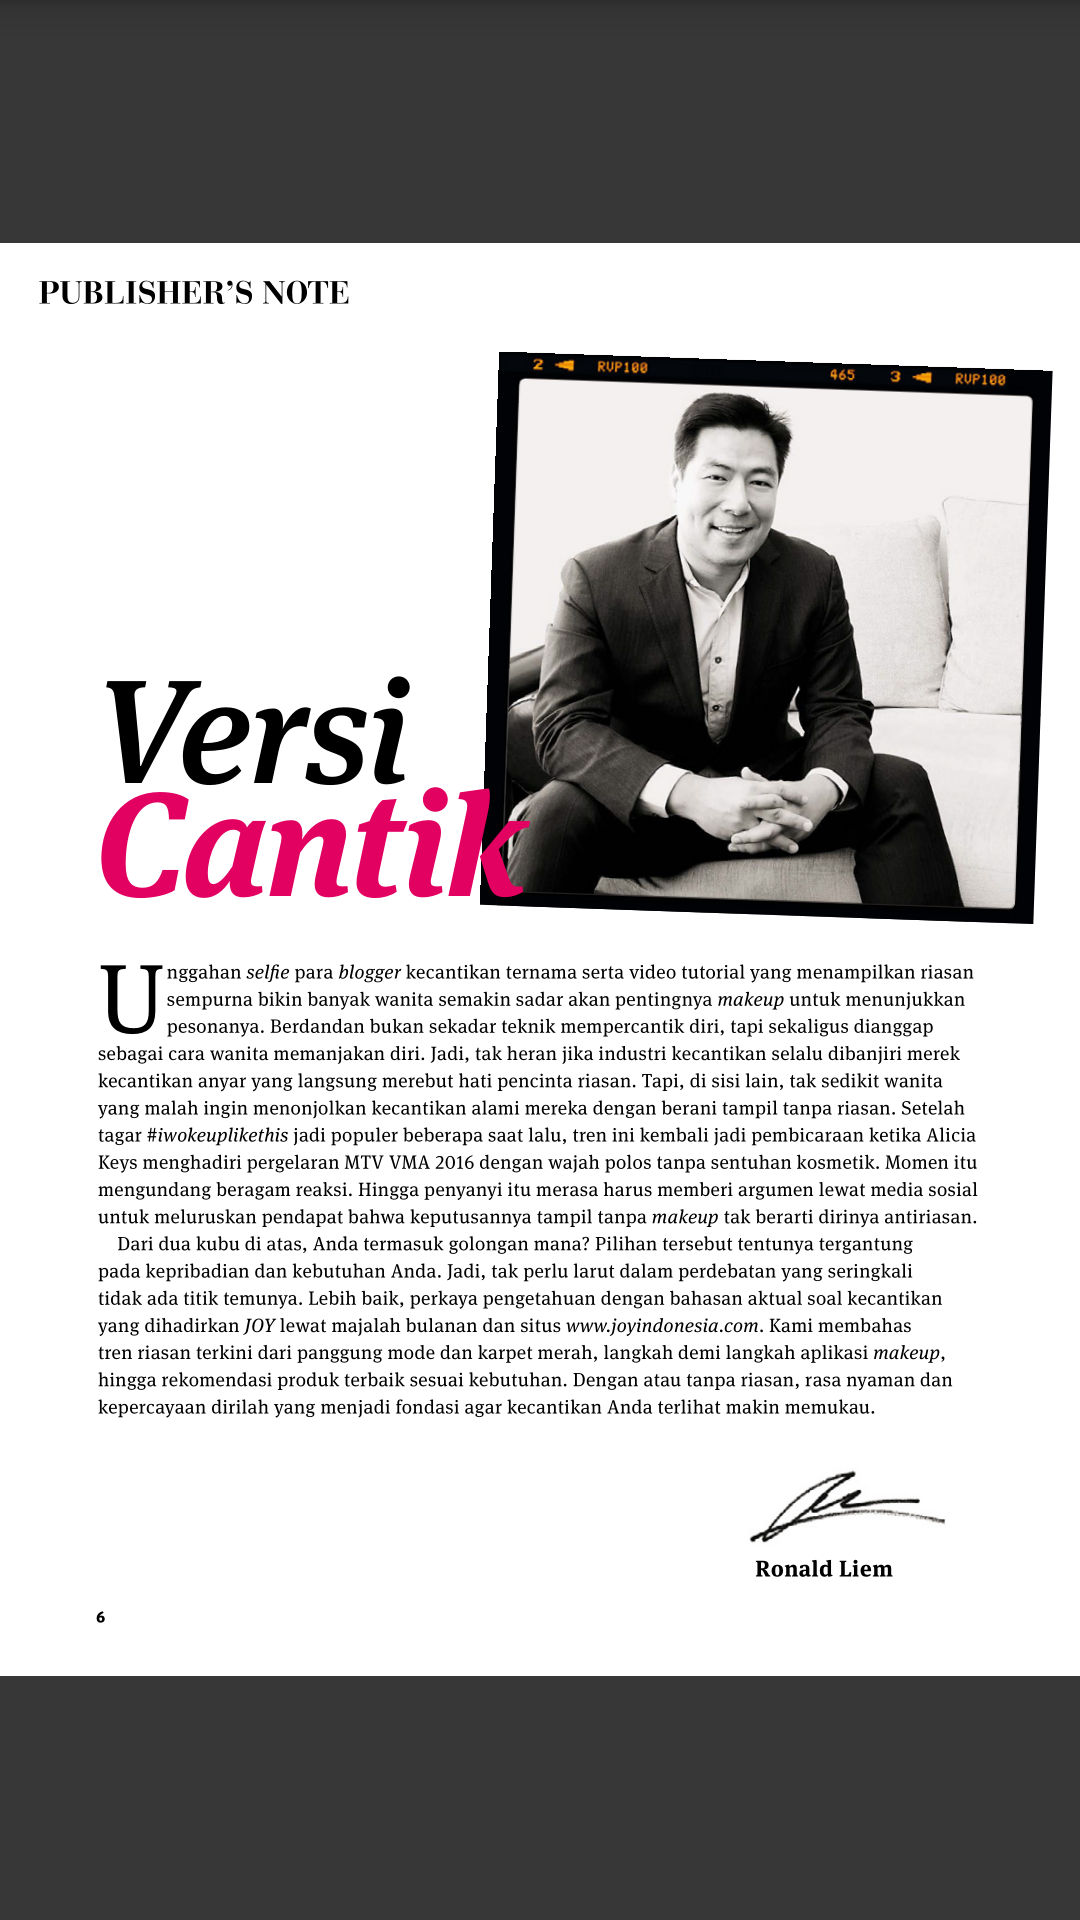 PUBLISHER’S NOTE
2 RVP100 465 3 RVP100
Versi
Cantik
Unggahan selfie para blogger kecantikan ternama serta video tutorial yang menampilkan riasan
sempurna bikin banyak wanita semakin sadar akan pentingnya makeup untuk menunjukkan
pesonanya. Berdandan bukan sekadar teknik mempercantik diri, tapi sekaligus dianggap
sebagai cara wanita memanjakan diri. Jadi, tak heran jika industri kecantikan selalu dibanjiri merek
kecantikan anyar yang langsung merebut hati pencinta riasan. Tapi, di sisi lain, tak sedikit wanita
yang malah ingin menonjolkan kecantikan alami mereka dengan berani tampil tanpa riasan. Setelah
tagar #iwokeuplikethis jadi populer beberapa saat lalu, tren ini kembali jadi pembicaraan ketika Alicia
Keys menghadiri pergelaran MTV VMA 2016 dengan wajah polos tanpa sentuhan kosmetik. Momen itu
mengundang beragam reaksi. Hingga penyanyi itu merasa harus memberi argumen lewat media sosial
untuk meluruskan pendapat bahwa keputusannya tampil tanpa makeup tak berarti dirinya antiriasan.
Dari dua kubu di atas, Anda termasuk golongan mana? Pilihan tersebut tentunya tergantung
pada kepribadian dan kebutuhan Anda. Jadi, tak perlu larut dalam perdebatan yang seringkali
tidak ada titik temunya. Lebih baik, perkaya pengetahuan dengan bahasan aktual soal kecantikan
yang dihadirkan JOY lewat majalah bulanan dan situs www.joyindonesia.com. Kami membahas
tren riasan terkini dari panggung mode dan karpet merah, langkah demi langkah aplikasi makeup,
hingga rekomendasi produk terbaik sesuai kebutuhan. Dengan atau tanpa riasan, rasa nyaman dan
kepercayaan dirilah yang menjadi fondasi agar kecantikan Anda terlihat makin memukau.
Ronald Liem
6